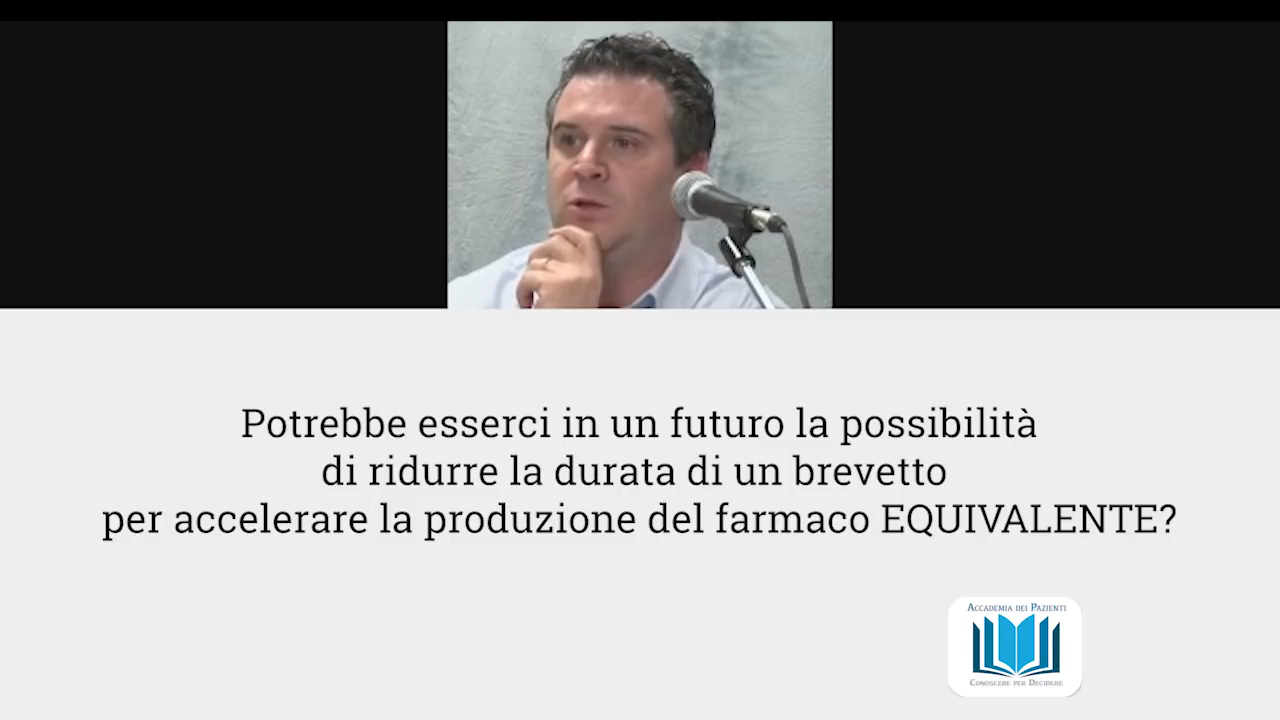 Potrebbe esserci in un futuro la possibilità
di ridurre la durata di un brevetto
per accelerare la produzione del farmaco EQUIVALENTE?
ACCADEMIA DEI PAZIENTI
CONOSCERE PER DECIDERE